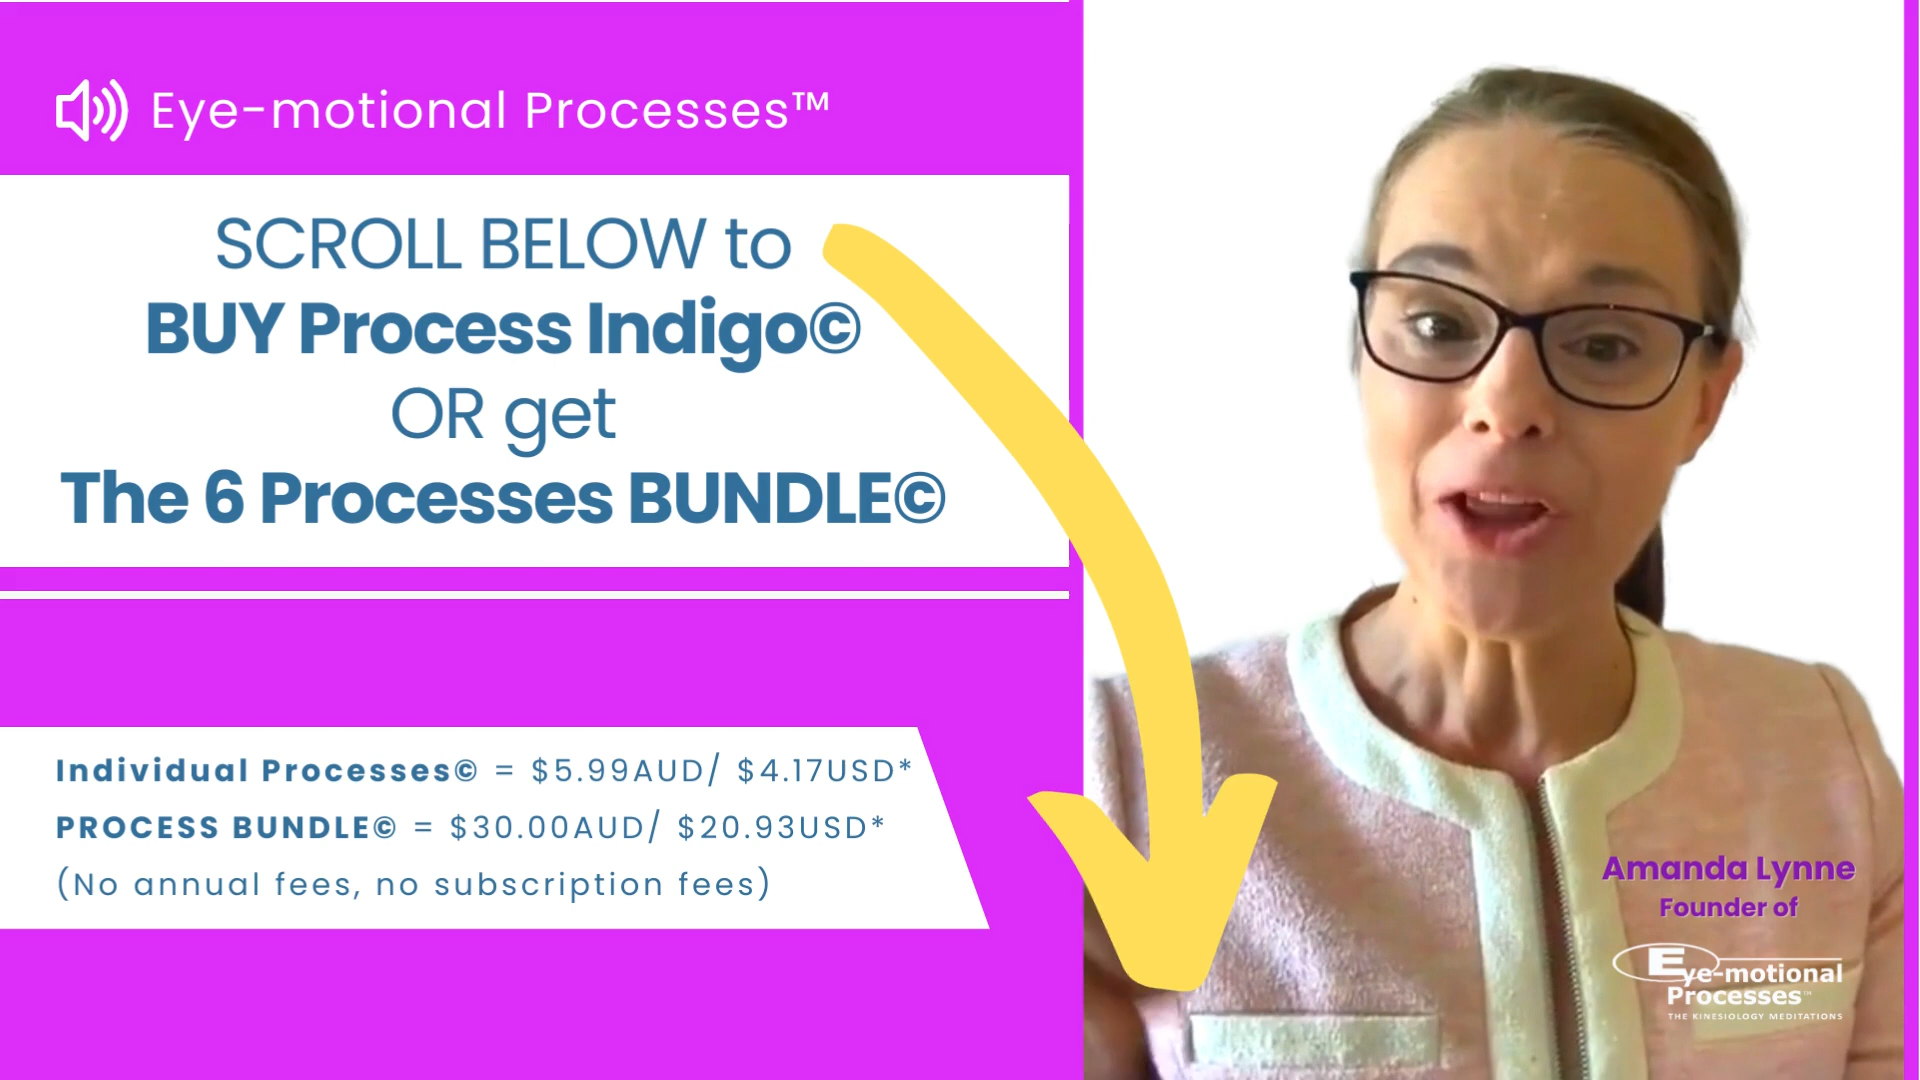 Eye-motional Processes™
SCROLL BELOW to
BUY Process Indigo©
OR get
The 6 Processes BUNDLE©
Individual Processes© = $5.99AUD/ $4.17USD*
PROCESS BUNDLE© = $30.00AUD/ $20.93USD*
(No annual fees, no subscription fees)
Amanda Lynne
Founder of
Eye-motional
Processes™
THE KINESIOLOGY MEDITATIONS